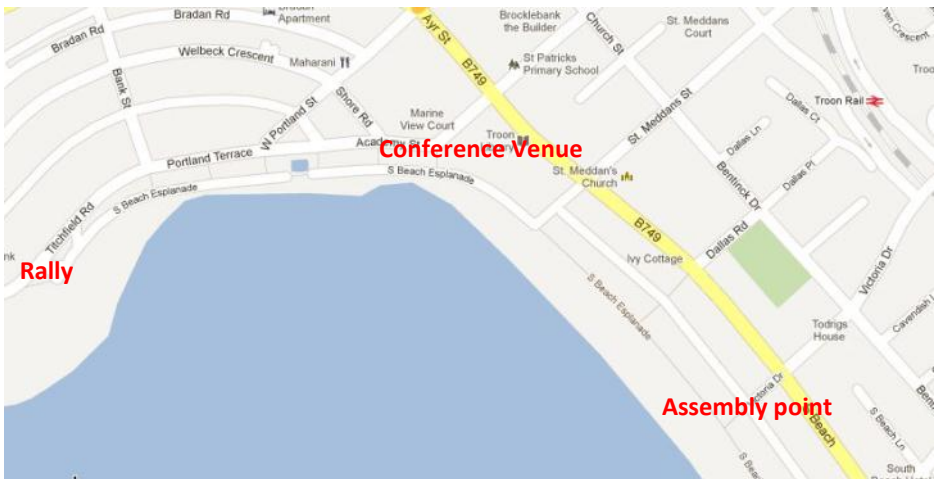 Bradan Rd
Bradan Rd
Apartment
Welbeck Crescent
Maharani
Bank St
W Portland St
Shore Rd
Ayr St
B749
Brocklebank
the Builder
Church St
St. Meddans
Court
Crescent
St Patricks
Primary School
Troon Rail
Dallas Ct
St. Meddans St
Dallas Ln
Dallas Pl
Bentinck Dr
Marine
View Court
Troon
Academy St
Conference Venue
Portland Terrace
S Beach Esplanade
St. Meddan's
Church
S Beach Esplanade
Titchfield Rd
Rally
B749
Dallas Rd
Ivy Cottage
Victoria Dr
S Beach Esplanade
Todrigs
House
Cavendish
Victoria Dr
Assembly point
Beach
S Beach Ln
South